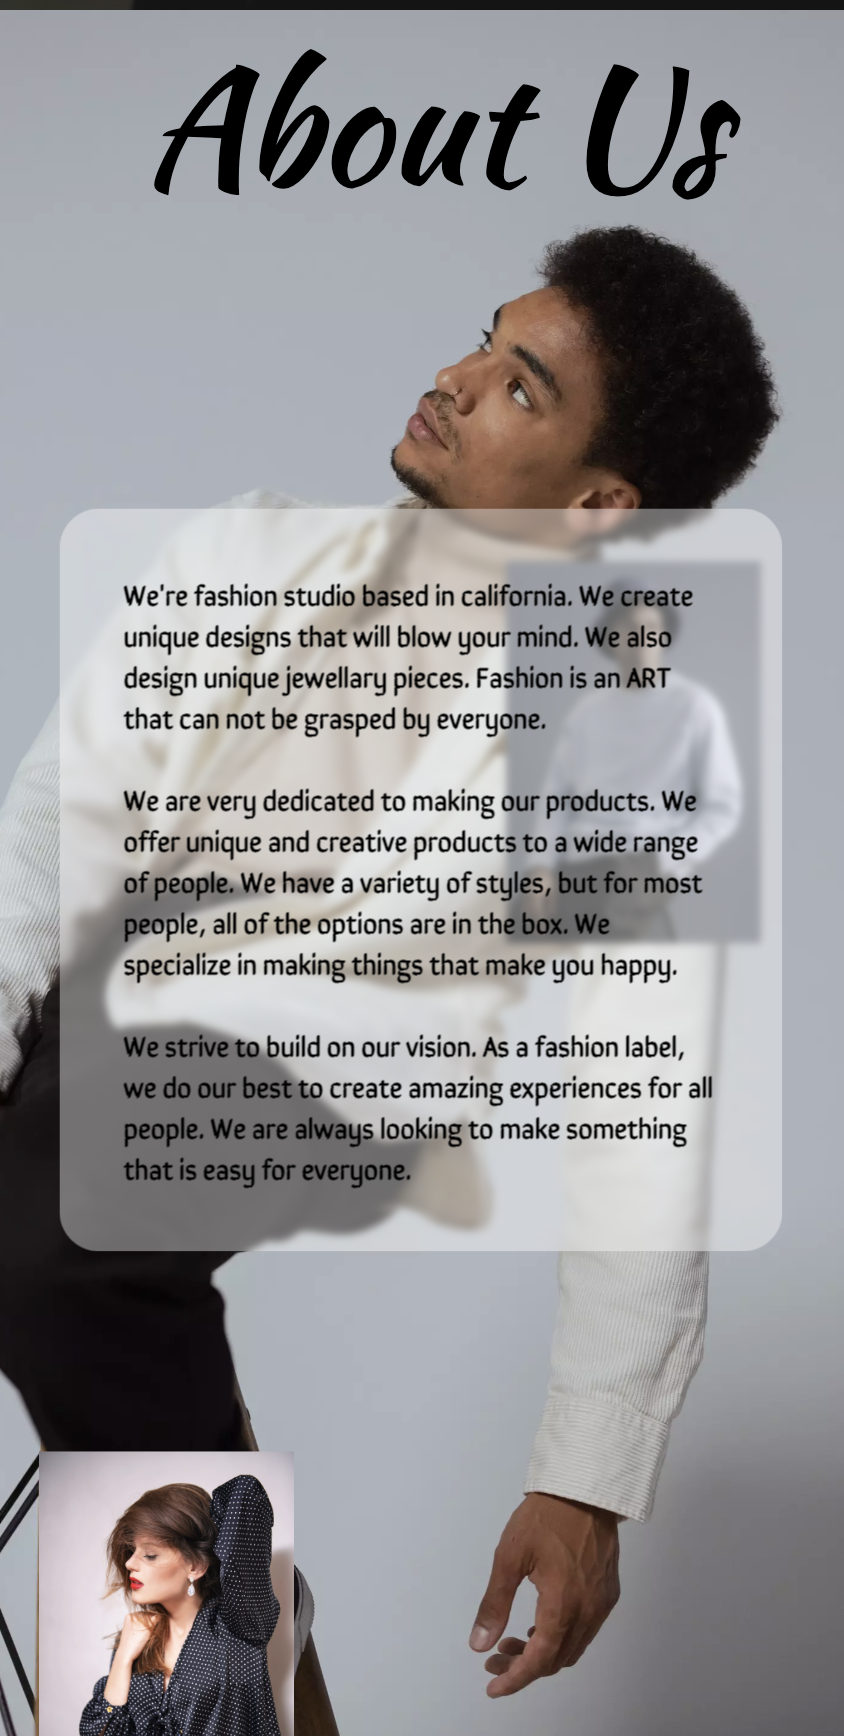 About Us
We're fashion studio based in california. We create
unique designs that will blow your mind. We also
design unique jewellary pieces. Fashion is an ART
that can not be grasped by everyone.
We are very dedicated to making our products. We
offer unique and creative products to a wide range
of people. We have a variety of styles, but for most
people, all of the options are in the box. We
specialize in making things that make you happy.
We strive to build on our vision. As a fashion label,
we do our best to create amazing experiences for all
people. We are always looking to make something
that is easy for everyone.